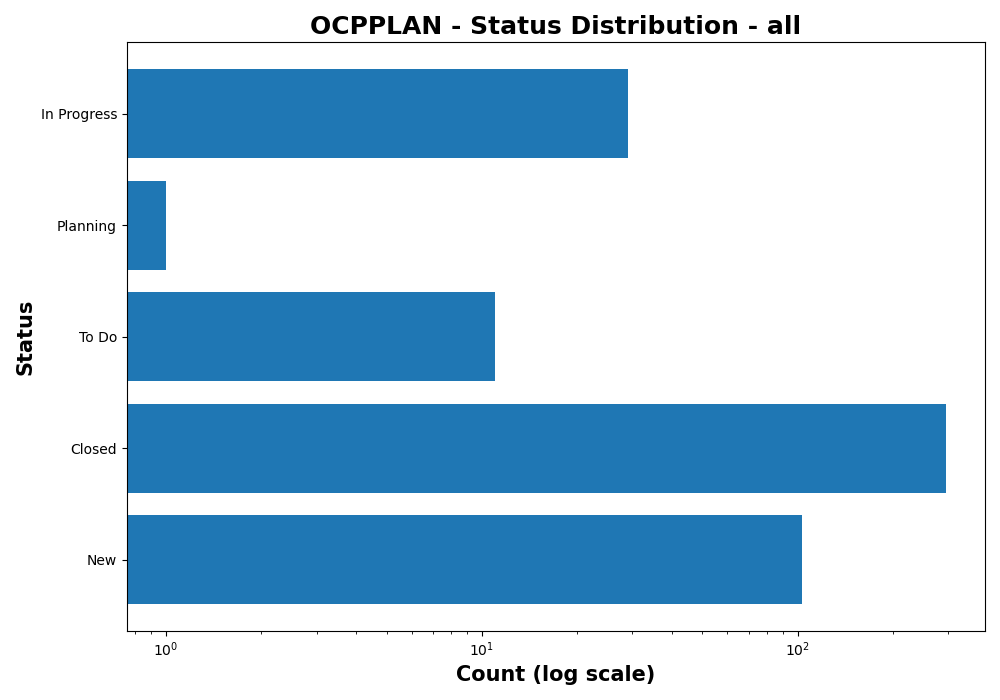 OCPPLAN - Status Distribution - all
In Progress
Planning
To Do
Closed
New
Status
10⁰ 10¹ 10²
Count (log scale)